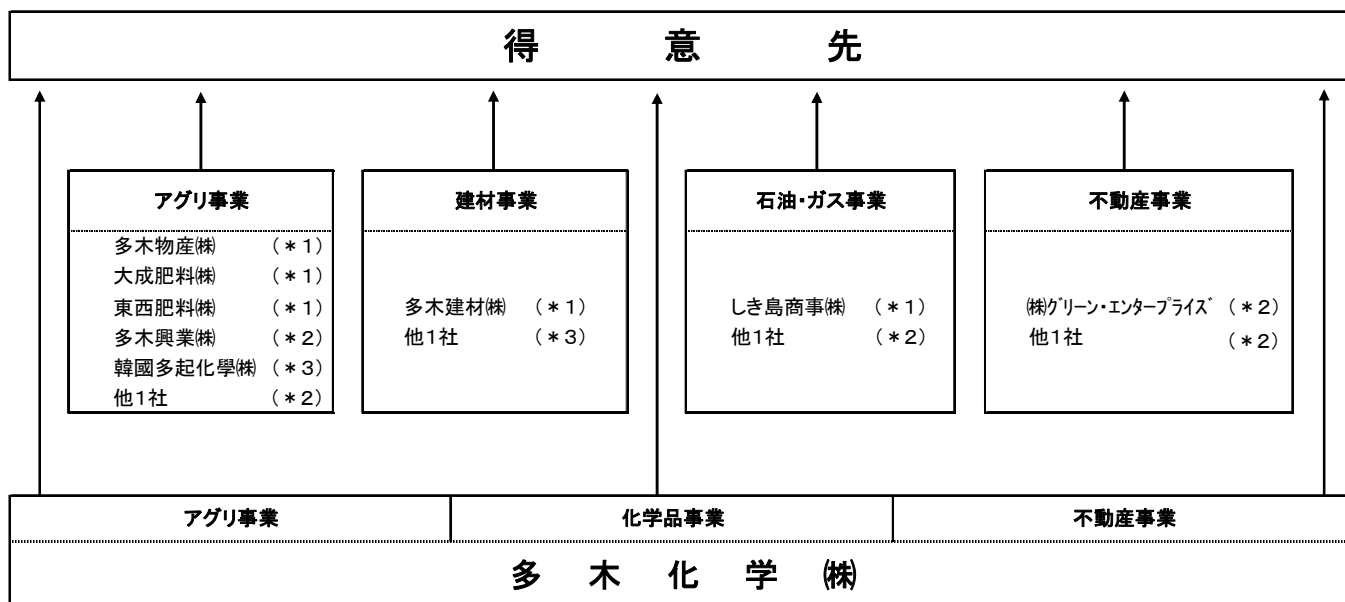 得意先
アグリ事業
多木物産㈱ (*1)
大成肥料㈱ (*1)
東西肥料㈱ (*1)
多木興業㈱ (*2)
韓國多起化學㈱ (*3)
他1社 (*2)
建材事業
多木建材㈱ (*1)
他1社 (*3)
石油・ガス事業
しき島商事㈱ (*1)
他1社 (*2)
不動産事業
㈱グリーン・エンタープライズ (*2)
他1社 (*2)
アグリ事業
化学品事業
不動産事業
多木化学㈱